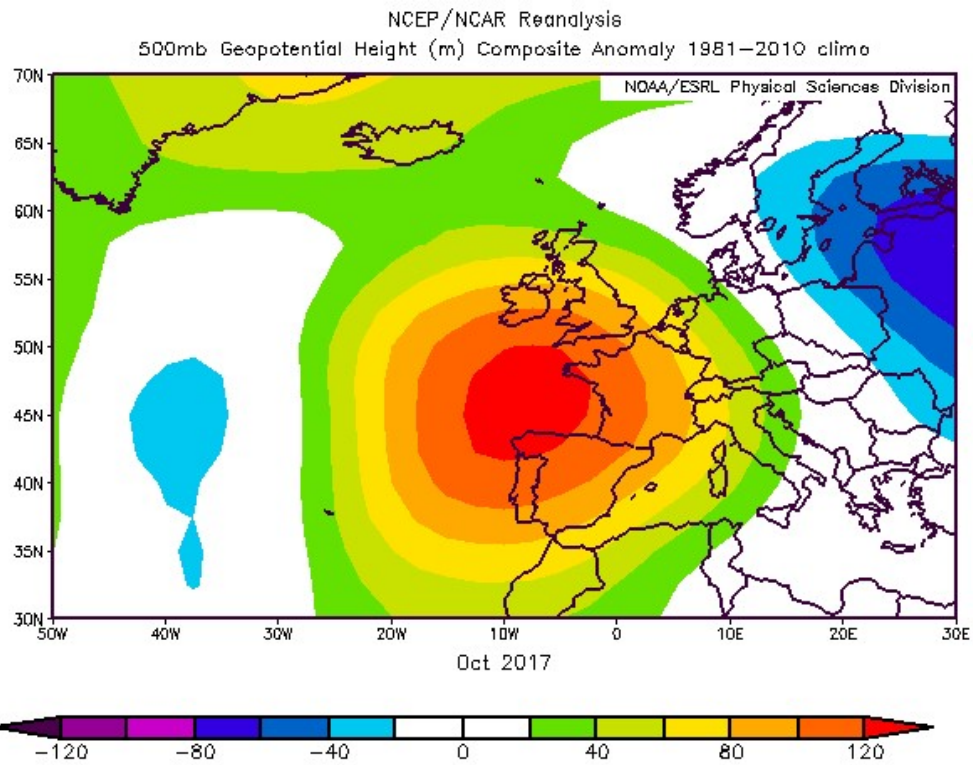 NCEP/NCAR Reanalysis
500mb Geopotential Height (m) Composite Anomaly 1981-2010 climo
NOAA/ESRL Physical Sciences Division
70N
65N
60N
55N
50N
45N
40N
35N
30N
50W 40W 30W 20W 10W 0 10E 20E 30E
Oct 2017
-120 -80 -40 0 40 80 120